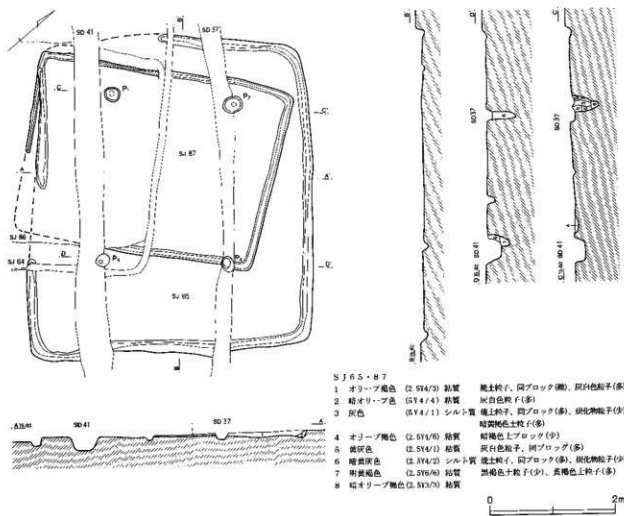 SD 41
B
SD 37
C
P₁
P₂
C'
SJ 87
A
A'
SJ 86
D
SJ 64
P₄
P₃
D'
SJ 65
B
SD 37
SD 41
SD 37
SD 41
SD 41
SD 37
SJ65・87
1 オリーブ褐色 (2.5Y4/3) 粘質 焼土粒子、同ブロック(微)、灰白色粒子(多)
2 暗オリーブ色 (5Y4/4) 粘質 灰白色粒子(多)
3 灰色 (5Y4/1) シルト質 焼土粒子、同ブロック(多)、炭化物粒子(少)
暗黄褐色土粒子(多)
4 オリーブ褐色 (2.5Y4/6) 粘質 暗褐色土ブロック(少)
5 黄灰色 (2.5Y4/1) 粘質 灰白色粒子、同ブロック(多)
6 暗黄灰色 (2.5Y4/2) シルト質 焼土粒子、同ブロック(多)、炭化物粒子(少)
7 明黄褐色 (2.5Y6/6) 粘質 黒褐色土粒子(少)、黄褐色土粒子(多)
8 暗オリーブ褐色(2.5Y3/3) 粘質
0 2m